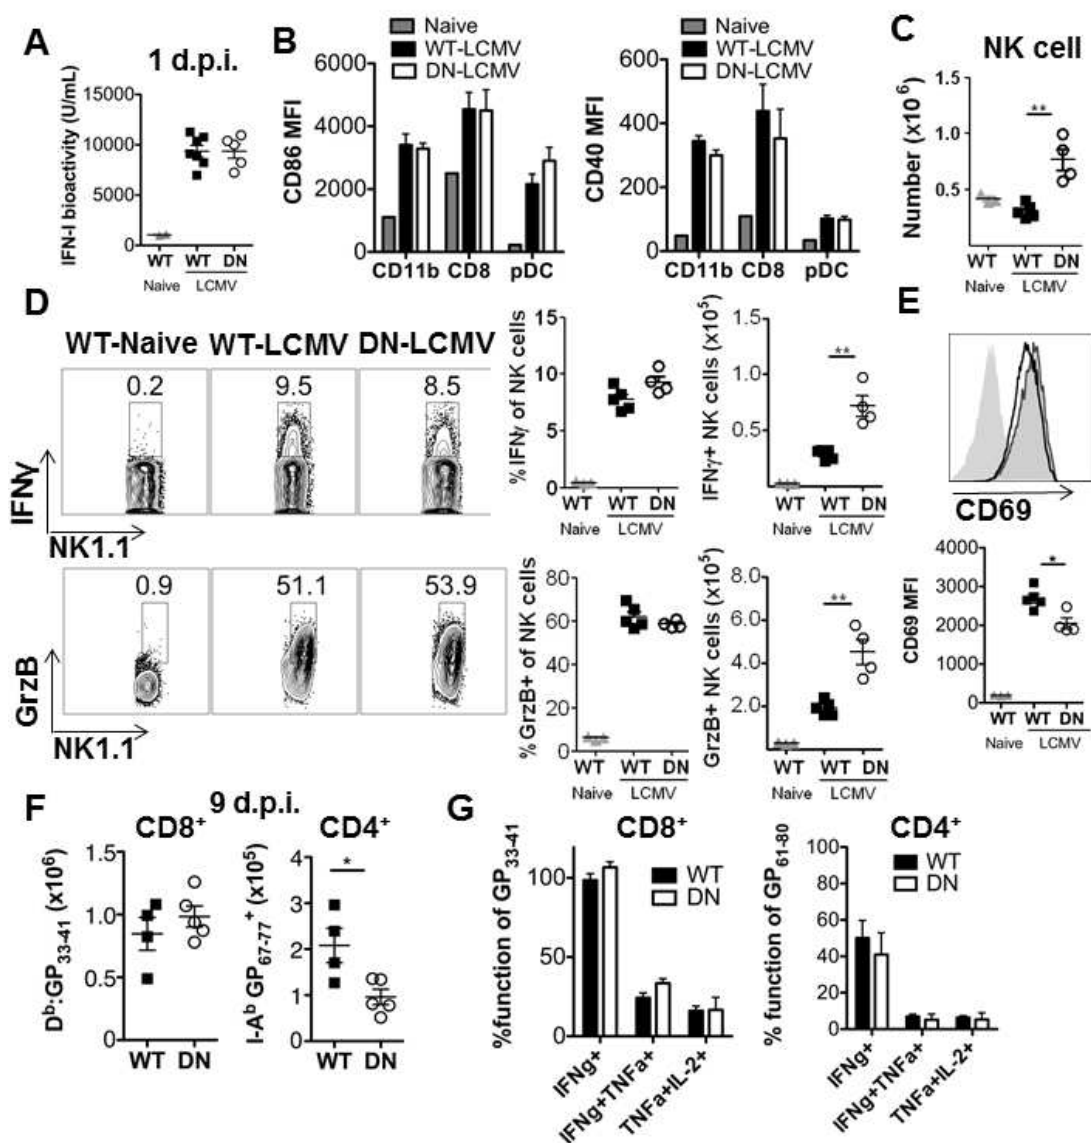 A
1 d.p.i.
IFN-I bioactivity (U/mL)
15000
10000
5000
0
WT WT DN
Naive LCMV
B
Naive
WT-LCMV
DN-LCMV
CD86 MFI
6000
4000
2000
0
CD11b CD8 pDC
Naive
WT-LCMV
DN-LCMV
CD40 MFI
600
400
200
0
CD11b CD8 pDC
C
NK cell
Number (x10⁶)
1.5
1.0
0.5
**
WT WT DN
Naive LCMV
D
WT-Naive WT-LCMV DN-LCMV
0.2 9.5 8.5
IFNγ
NK1.1
0.9 51.1 53.9
GrzB
NK1.1
% IFNγ of NK cells
15
10
5
0
WT WT DN
Naive LCMV
IFNγ+ NK cells (x10⁵)
1.5
1.0
0.5
**
WT WT DN
Naive LCMV
% GrzB+ of NK cells
80
60
40
20
0
WT WT DN
Naive LCMV
GrzB+ NK cells (x10⁵)
8.0
6.0
4.0
2.0
**
WT WT DN
Naive LCMV
E
CD69
CD69 MFI
4000
3000
2000
1000
0
*
WT WT DN
Naive LCMV
F
9 d.p.i.
CD8⁺
Dᵇ:GP₃₃₋₄₁ (x10⁶)
1.5
1.0
0.5
0
WT DN
CD4⁺
I-Aᵇ GP₆₇₋₇₇⁺ (x10⁵)
4
3
2
1
0
*
WT DN
G
CD8⁺
WT
DN
%function of GP₃₃₋₄₁
100
50
0
IFNg+
IFNg+TNFa+
TNFa+IL-2+
CD4⁺
WT
DN
% function of GP₆₁₋₈₀
100
80
60
40
20
0
IFNg+
IFNg+TNFa+
TNFa+IL-2+